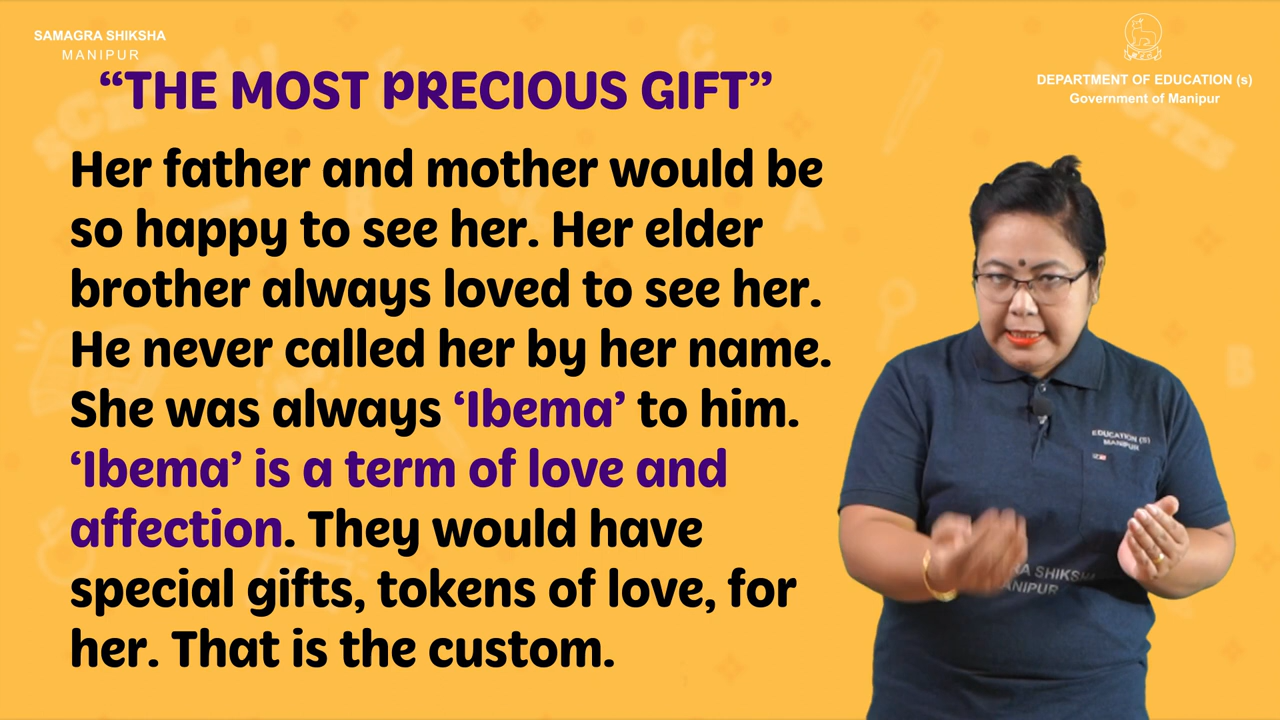 SAMAGRA SHIKSHA
MANIPUR
DEPARTMENT OF EDUCATION (s)
Government of Manipur
“THE MOST PRECIOUS GIFT”
Her father and mother would be
so happy to see her. Her elder
brother always loved to see her.
He never called her by her name.
She was always ‘Ibema’ to him.
‘Ibema’ is a term of love and
affection. They would have
special gifts, tokens of love, for
her. That is the custom.
EDUCATION (S)
MANIPUR
RA SHIKSHA
MANIPUR